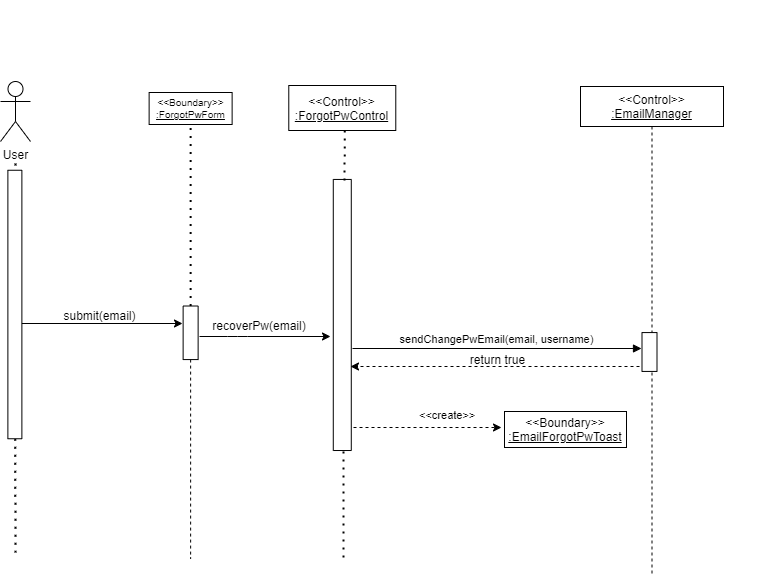 <<Boundary>>
:ForgotPwForm
<<Control>>
:ForgotPwControl
<<Control>>
:EmailManager
User
submit(email)
recoverPw(email)
sendChangePwEmail(email, username)
return true
<<create>>
<<Boundary>>
:EmailForgotPwToast